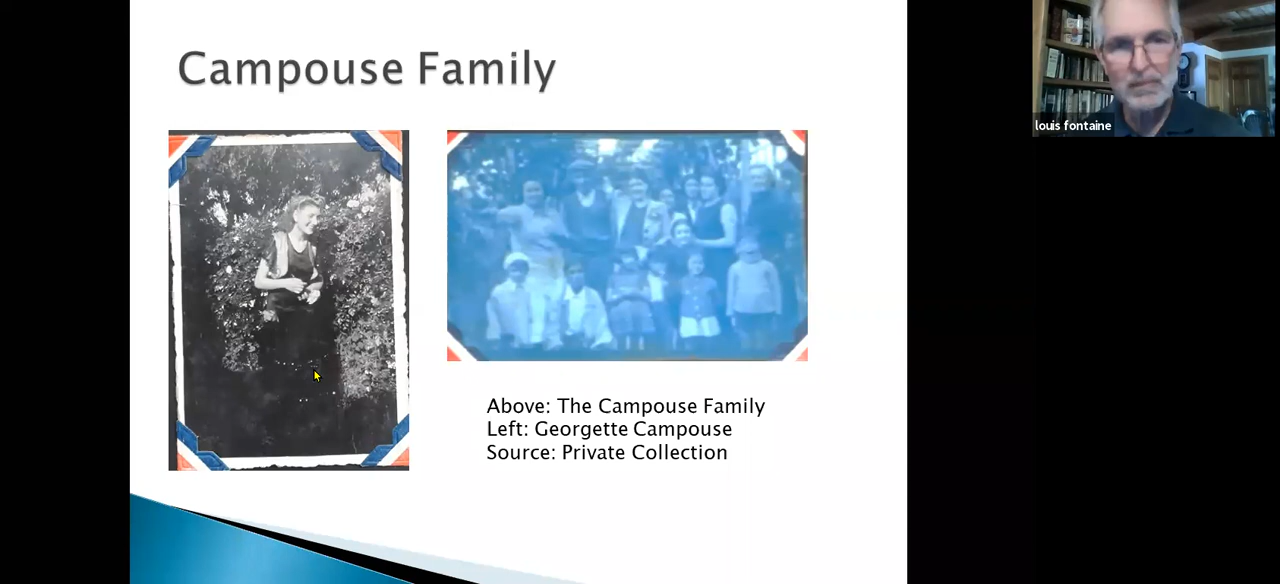 Campouse Family
louis fontaine
Above: The Campouse Family
Left: Georgette Campouse
Source: Private Collection